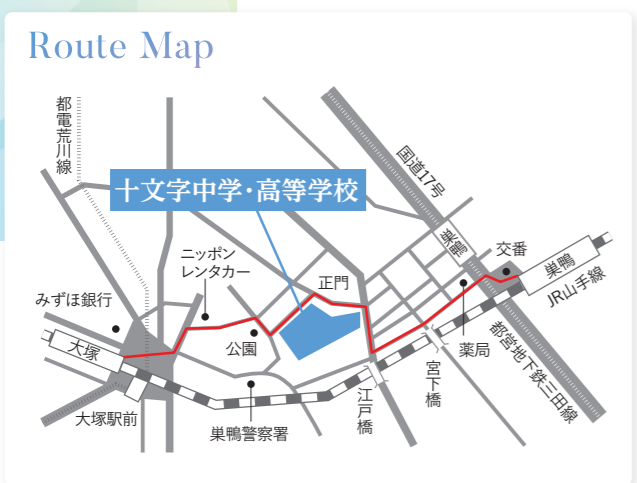 Route Map
都電荒川線
国道17号
十文字中学・高等学校
巣鴨
交番
ニッポン
レンタカー
正門
巣鴨
JR山手線
みずほ銀行
大塚
公園
薬局
都営地下鉄三田線
宮下橋
江戸橋
大塚駅前
巣鴨警察署